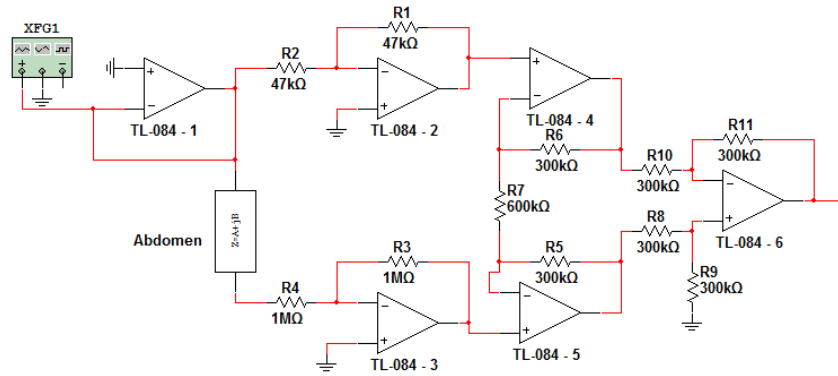 XFG1
R1
47kΩ
R2
47kΩ
TL-084 - 1
TL-084 - 2
TL-084 - 4
R6
300kΩ
R10
300kΩ
R11
300kΩ
R7
600kΩ
Abdomen
Z=A+jB
R3
1MΩ
R4
1MΩ
R5
300kΩ
R8
300kΩ
TL-084 - 6
R9
300kΩ
TL-084 - 3
TL-084 - 5